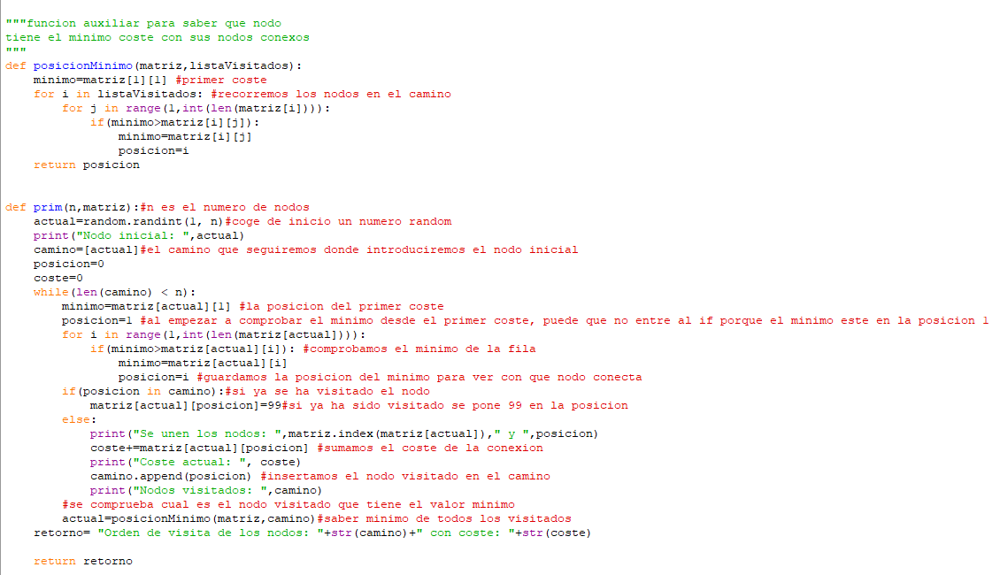 """funcion auxiliar para saber que nodo
tiene el minimo coste con sus nodos conexos
"""
def posicionMinimo(matriz,listaVisitados):
    minimo=matriz[1][1] #primer coste
    for i in listaVisitados: #recorremos los nodos en el camino
        for j in range(1,int(len(matriz[i]))):
            if(minimo>matriz[i][j]):
                minimo=matriz[i][j]
                posicion=i
    return posicion


def prim(n,matriz):#n es el numero de nodos
    actual=random.randint(1, n)#coge de inicio un numero random
    print("Nodo inicial: ",actual)
    camino=[actual]#el camino que seguiremos donde introduciremos el nodo inicial
    posicion=0
    coste=0
    while(len(camino) < n):
        minimo=matriz[actual][1] #la posicion del primer coste
        posicion=1 #al empezar a comprobar el minimo desde el primer coste, puede que no entre al if porque el minimo este en la posicion 1
        for i in range(1,int(len(matriz[actual]))):
            if(minimo>matriz[actual][i]): #comprobamos el minimo de la fila
                minimo=matriz[actual][i]
                posicion=i #guardamos la posicion del minimo para ver con que nodo conecta
        if(posicion in camino):#si ya se ha visitado el nodo
            matriz[actual][posicion]=99#si ya ha sido visitado se pone 99 en la posicion
        else:
            print("Se unen los nodos: ",matriz.index(matriz[actual])," y ",posicion)
            coste+=matriz[actual][posicion] #sumamos el coste de la conexion
            print("Coste actual: ", coste)
            camino.append(posicion) #insertamos el nodo visitado en el camino
            print("Nodos visitados: ",camino)
        #se comprueba cual es el nodo visitado que tiene el valor minimo
        actual=posicionMinimo(matriz,camino)#saber minimo de todos los visitados
    retorno= "Orden de visita de los nodos: "+str(camino)+" con coste: "+str(coste)

    return retorno